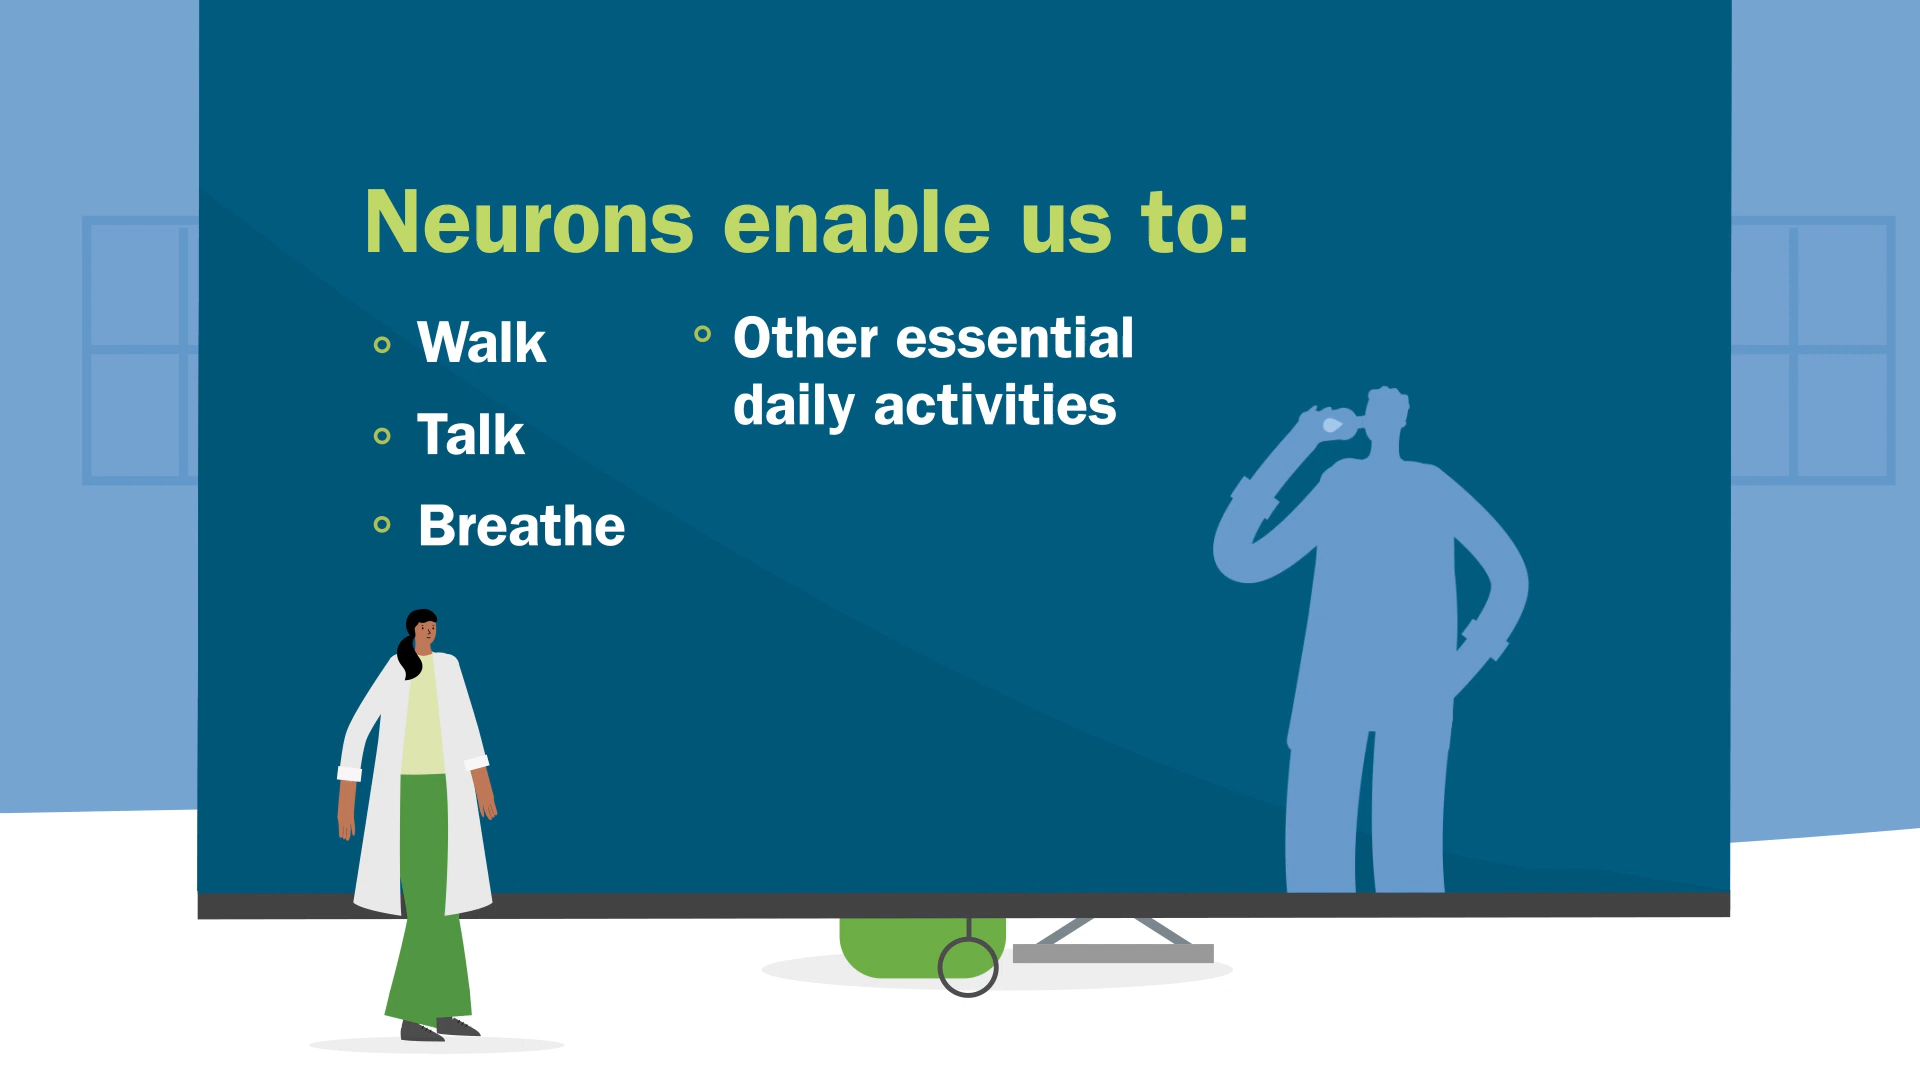 Neurons enable us to:
Walk
Talk
Breathe
Other essential
daily activities